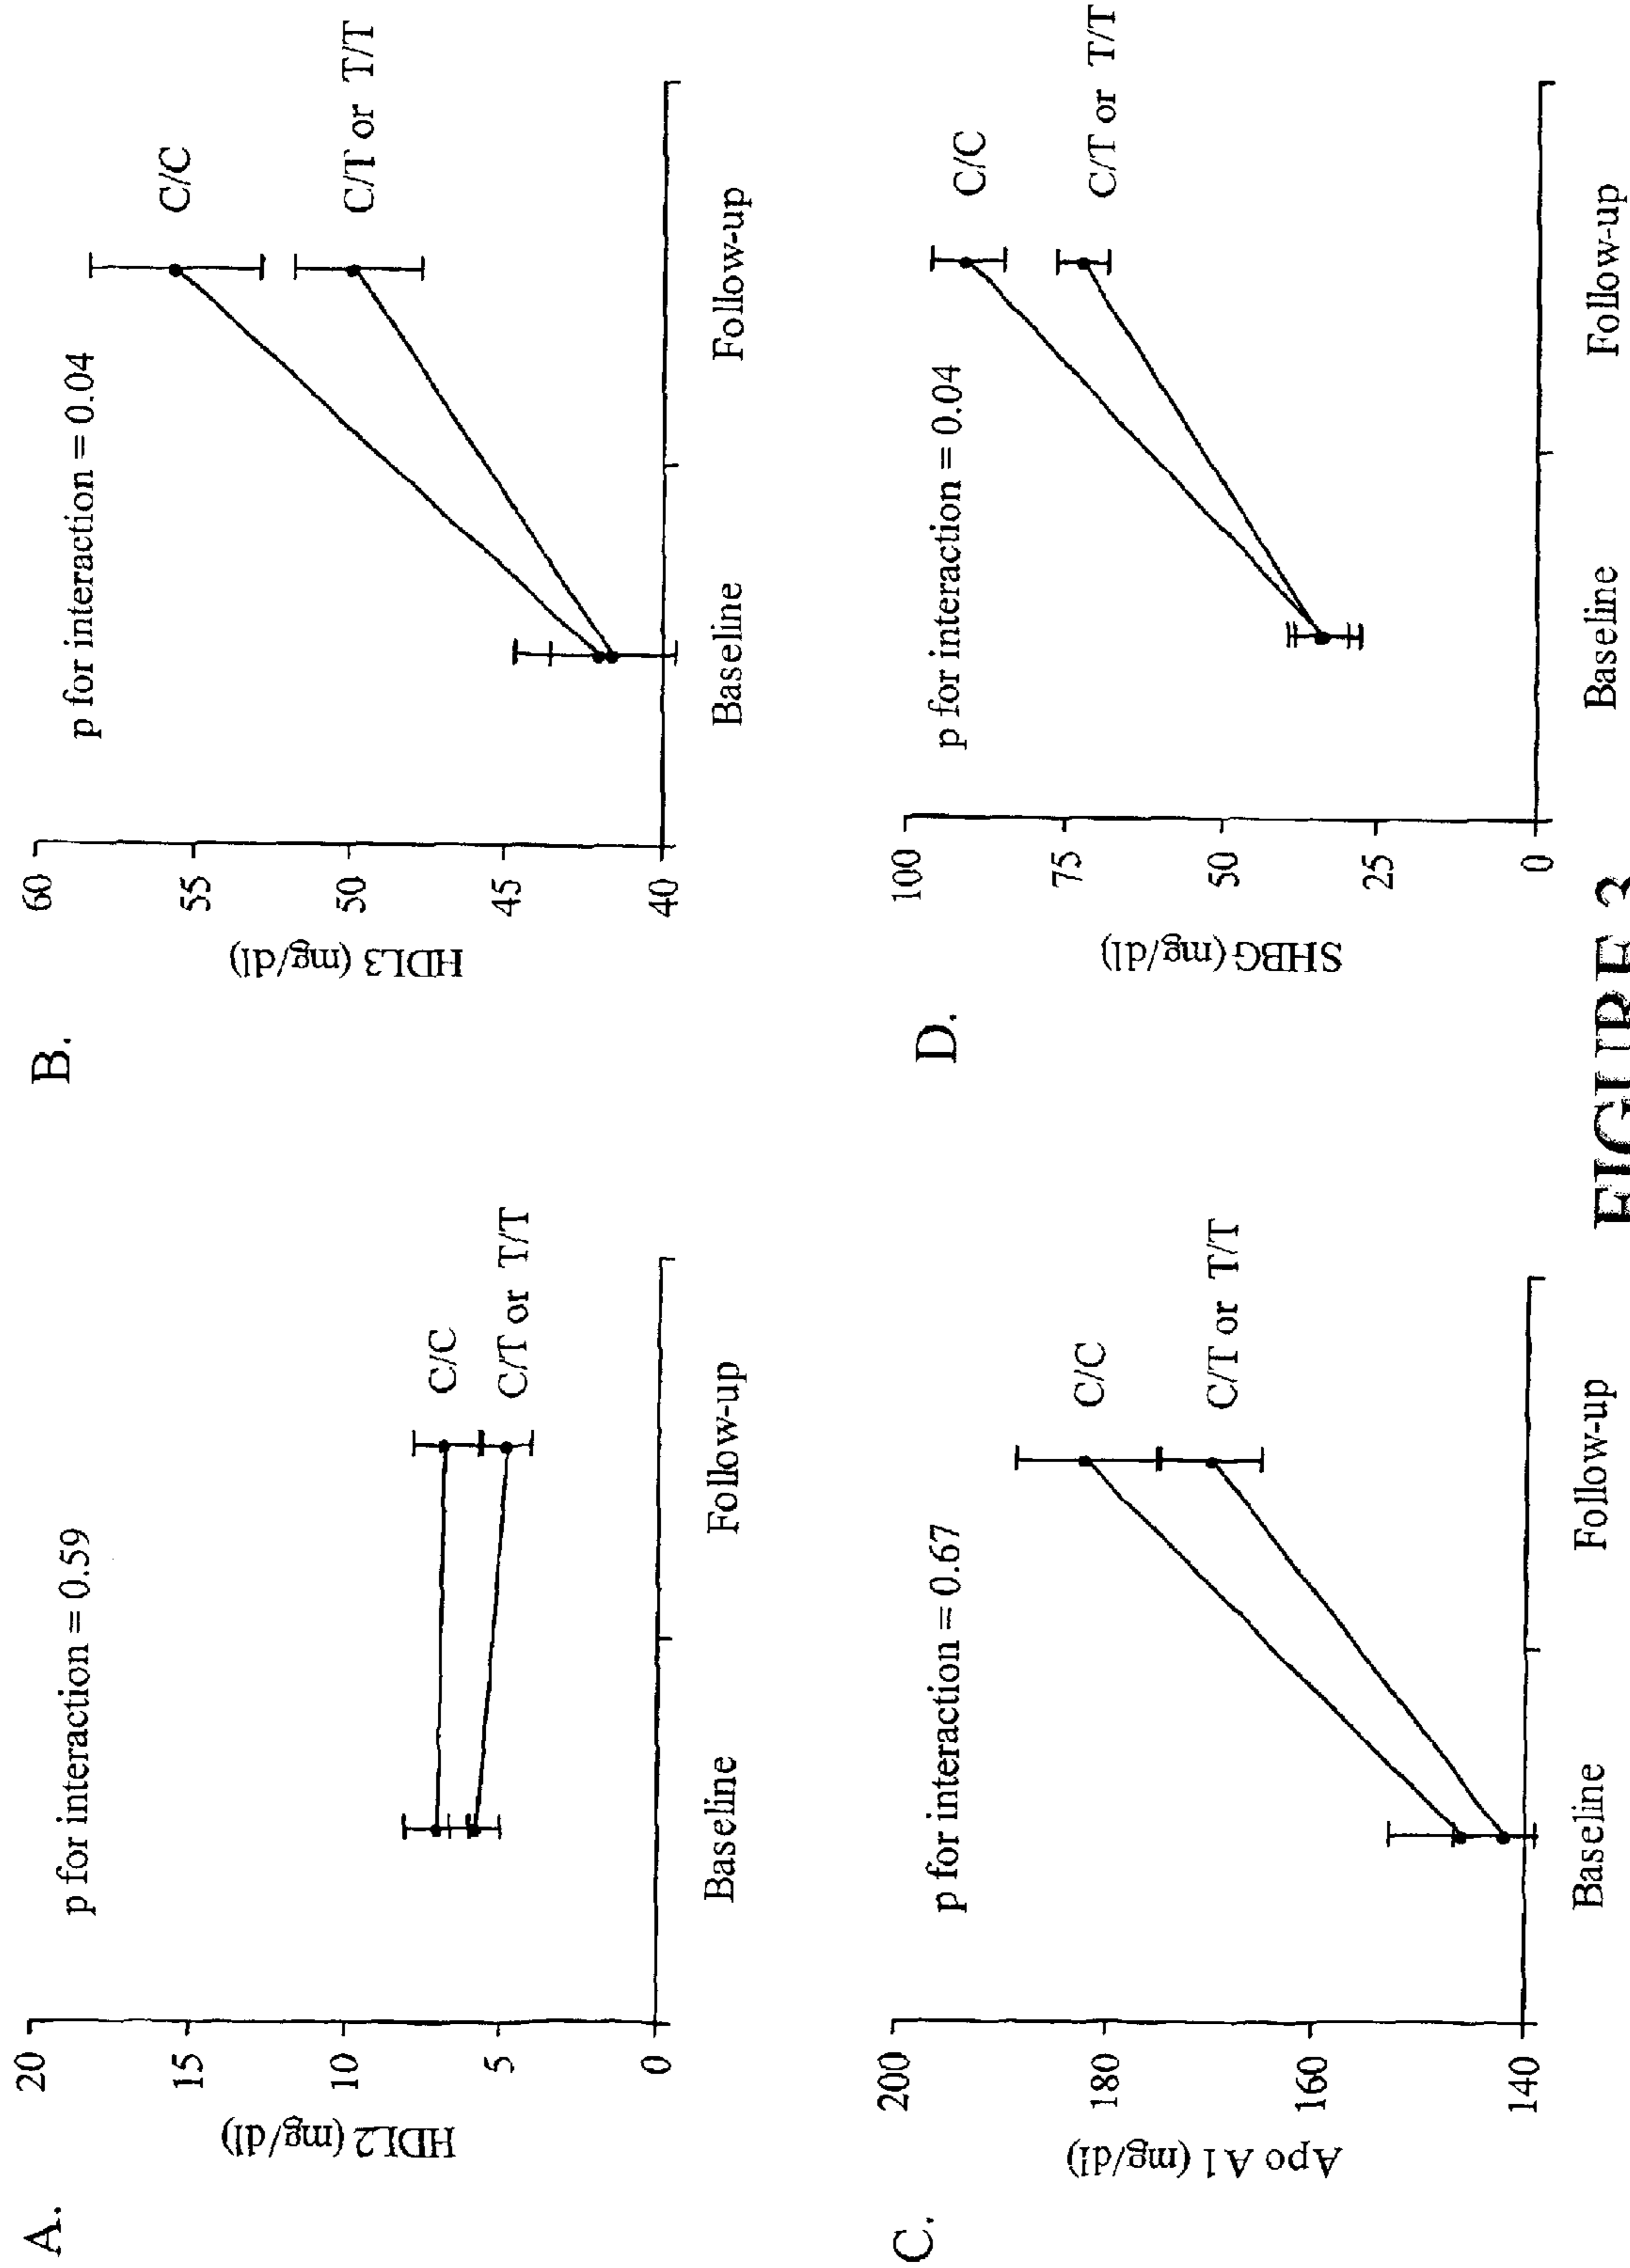 A.
HDL2 (mg/dl)
20
15
10
5
0
p for interaction = 0.59
C/C
C/T or T/T
Baseline
Follow-up
B.
HDL3 (mg/dl)
60
55
50
45
40
p for interaction = 0.04
C/C
C/T or T/T
Baseline
Follow-up
C.
Apo A1 (mg/dl)
200
180
160
140
p for interaction = 0.67
C/C
C/T or T/T
Baseline
Follow-up
D.
SHBG (mg/dl)
100
75
50
25
0
p for interaction = 0.04
C/C
C/T or T/T
Baseline
Follow-up
FIGURE 3